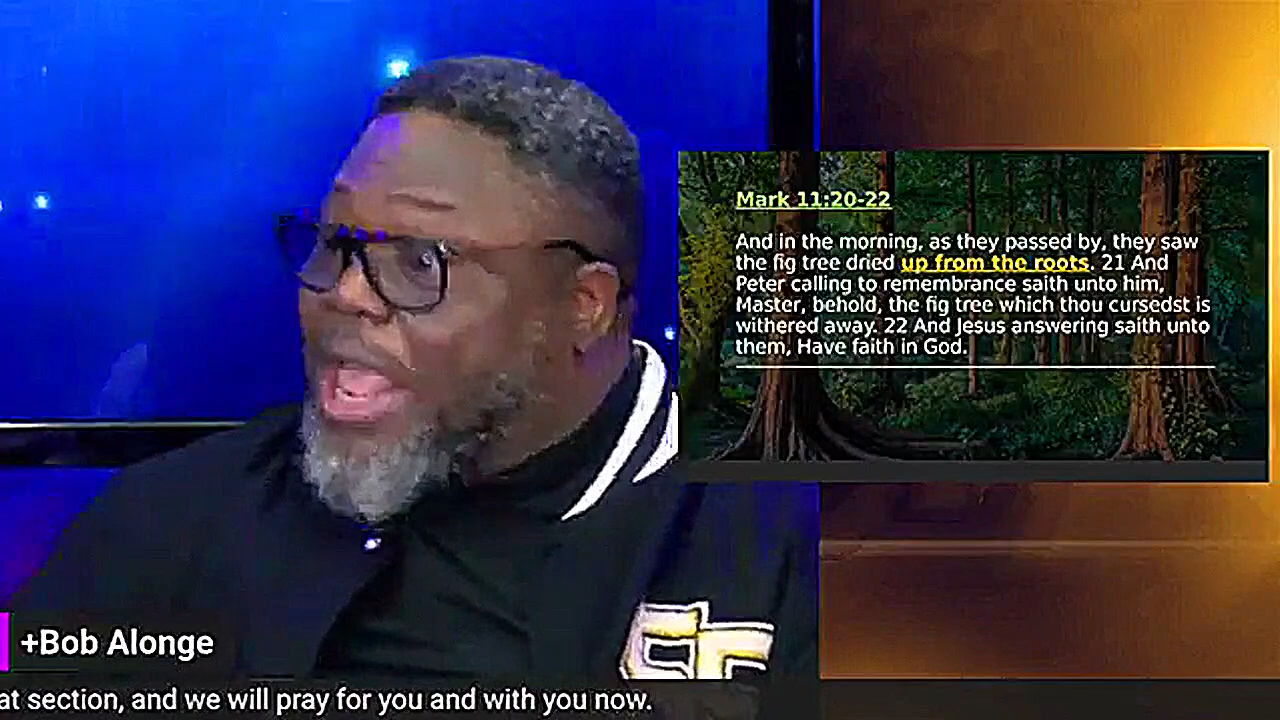 Mark 11:20-22
And in the morning, as they passed by, they saw
the fig tree dried up from the roots. 21 And
Peter calling to remembrance saith unto him,
Master, behold, the fig tree which thou cursedst is
withered away. 22 And Jesus answering saith unto
them, Have faith in God.
+Bob Alonge
at section, and we will pray for you and with you now.